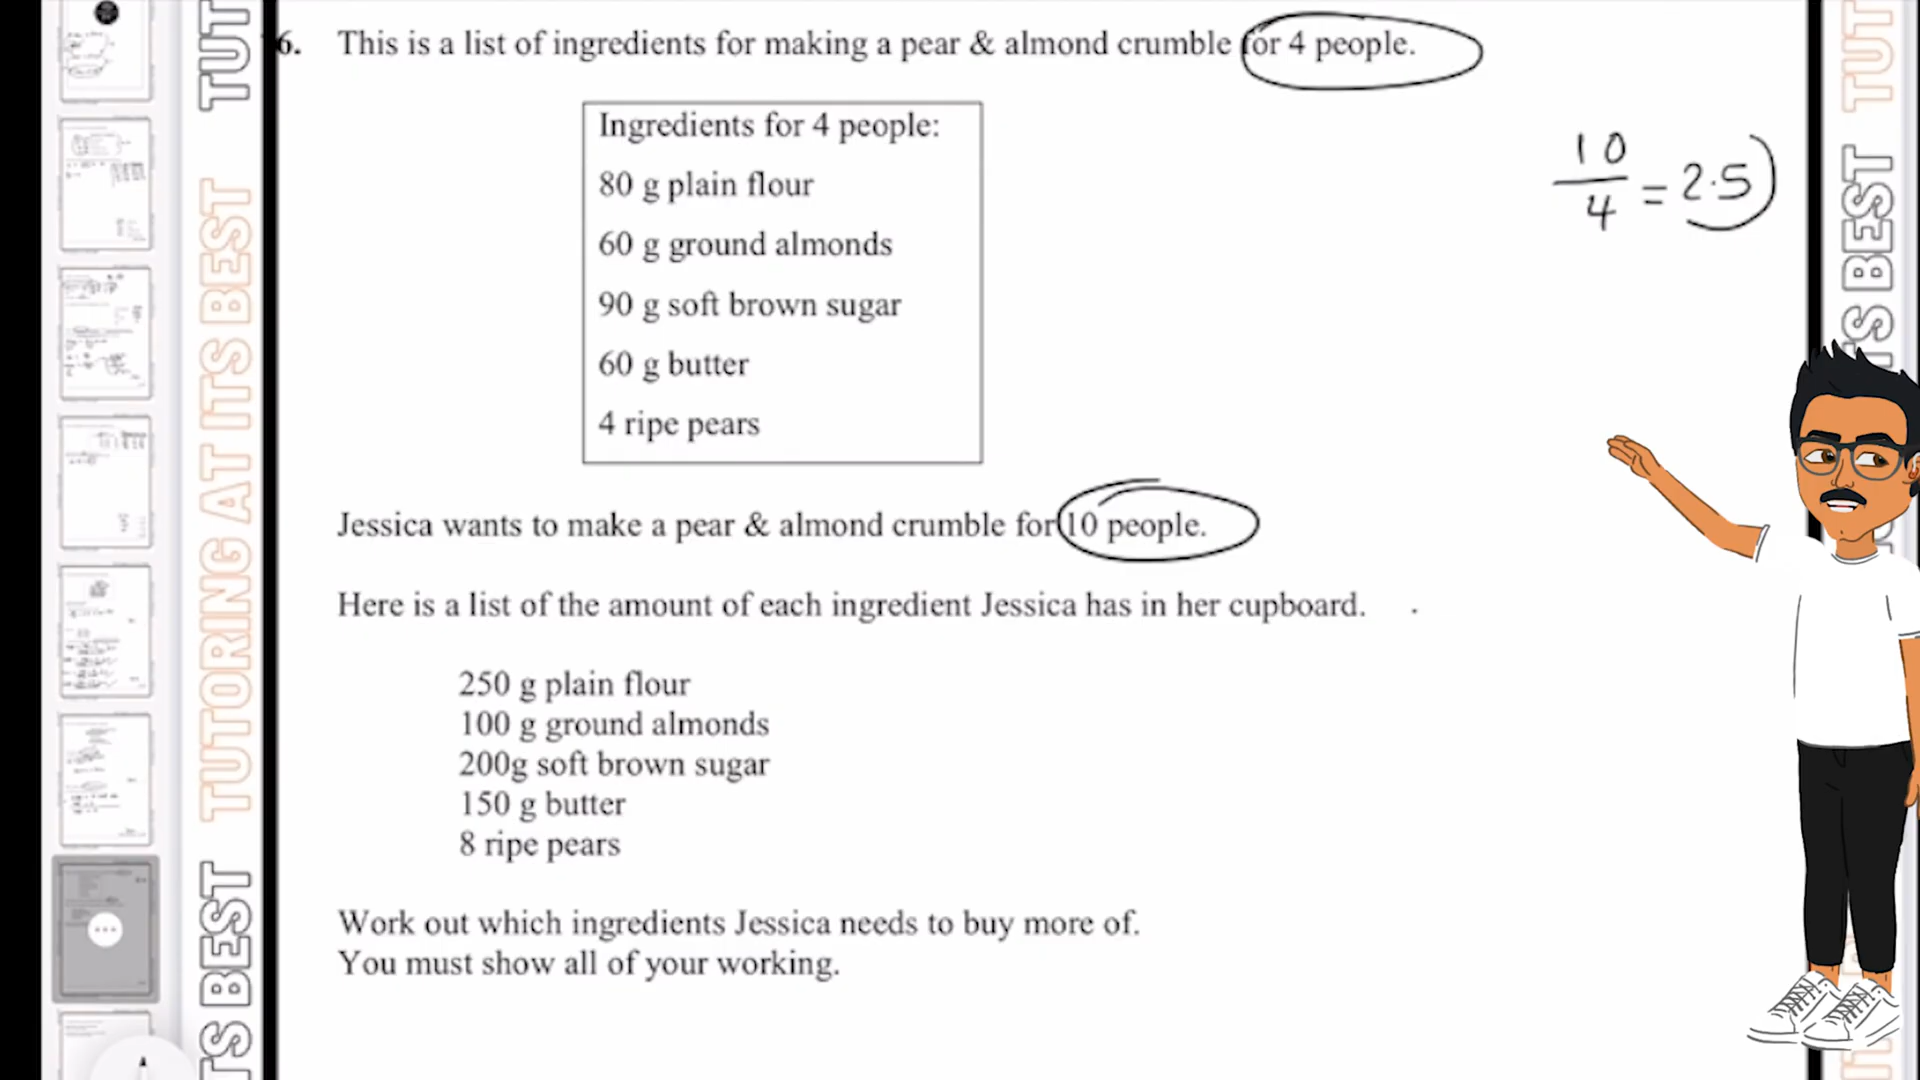 6. This is a list of ingredients for making a pear & almond crumble for 4 people.
Ingredients for 4 people:
80 g plain flour
60 g ground almonds
90 g soft brown sugar
60 g butter
4 ripe pears
10
4
= 2.5
Jessica wants to make a pear & almond crumble for 10 people.
Here is a list of the amount of each ingredient Jessica has in her cupboard.
250 g plain flour
100 g ground almonds
200g soft brown sugar
150 g butter
8 ripe pears
Work out which ingredients Jessica needs to buy more of.
You must show all of your working.
TUT
TUTORING AT ITS BEST
TS BEST
TUT
ITS BEST